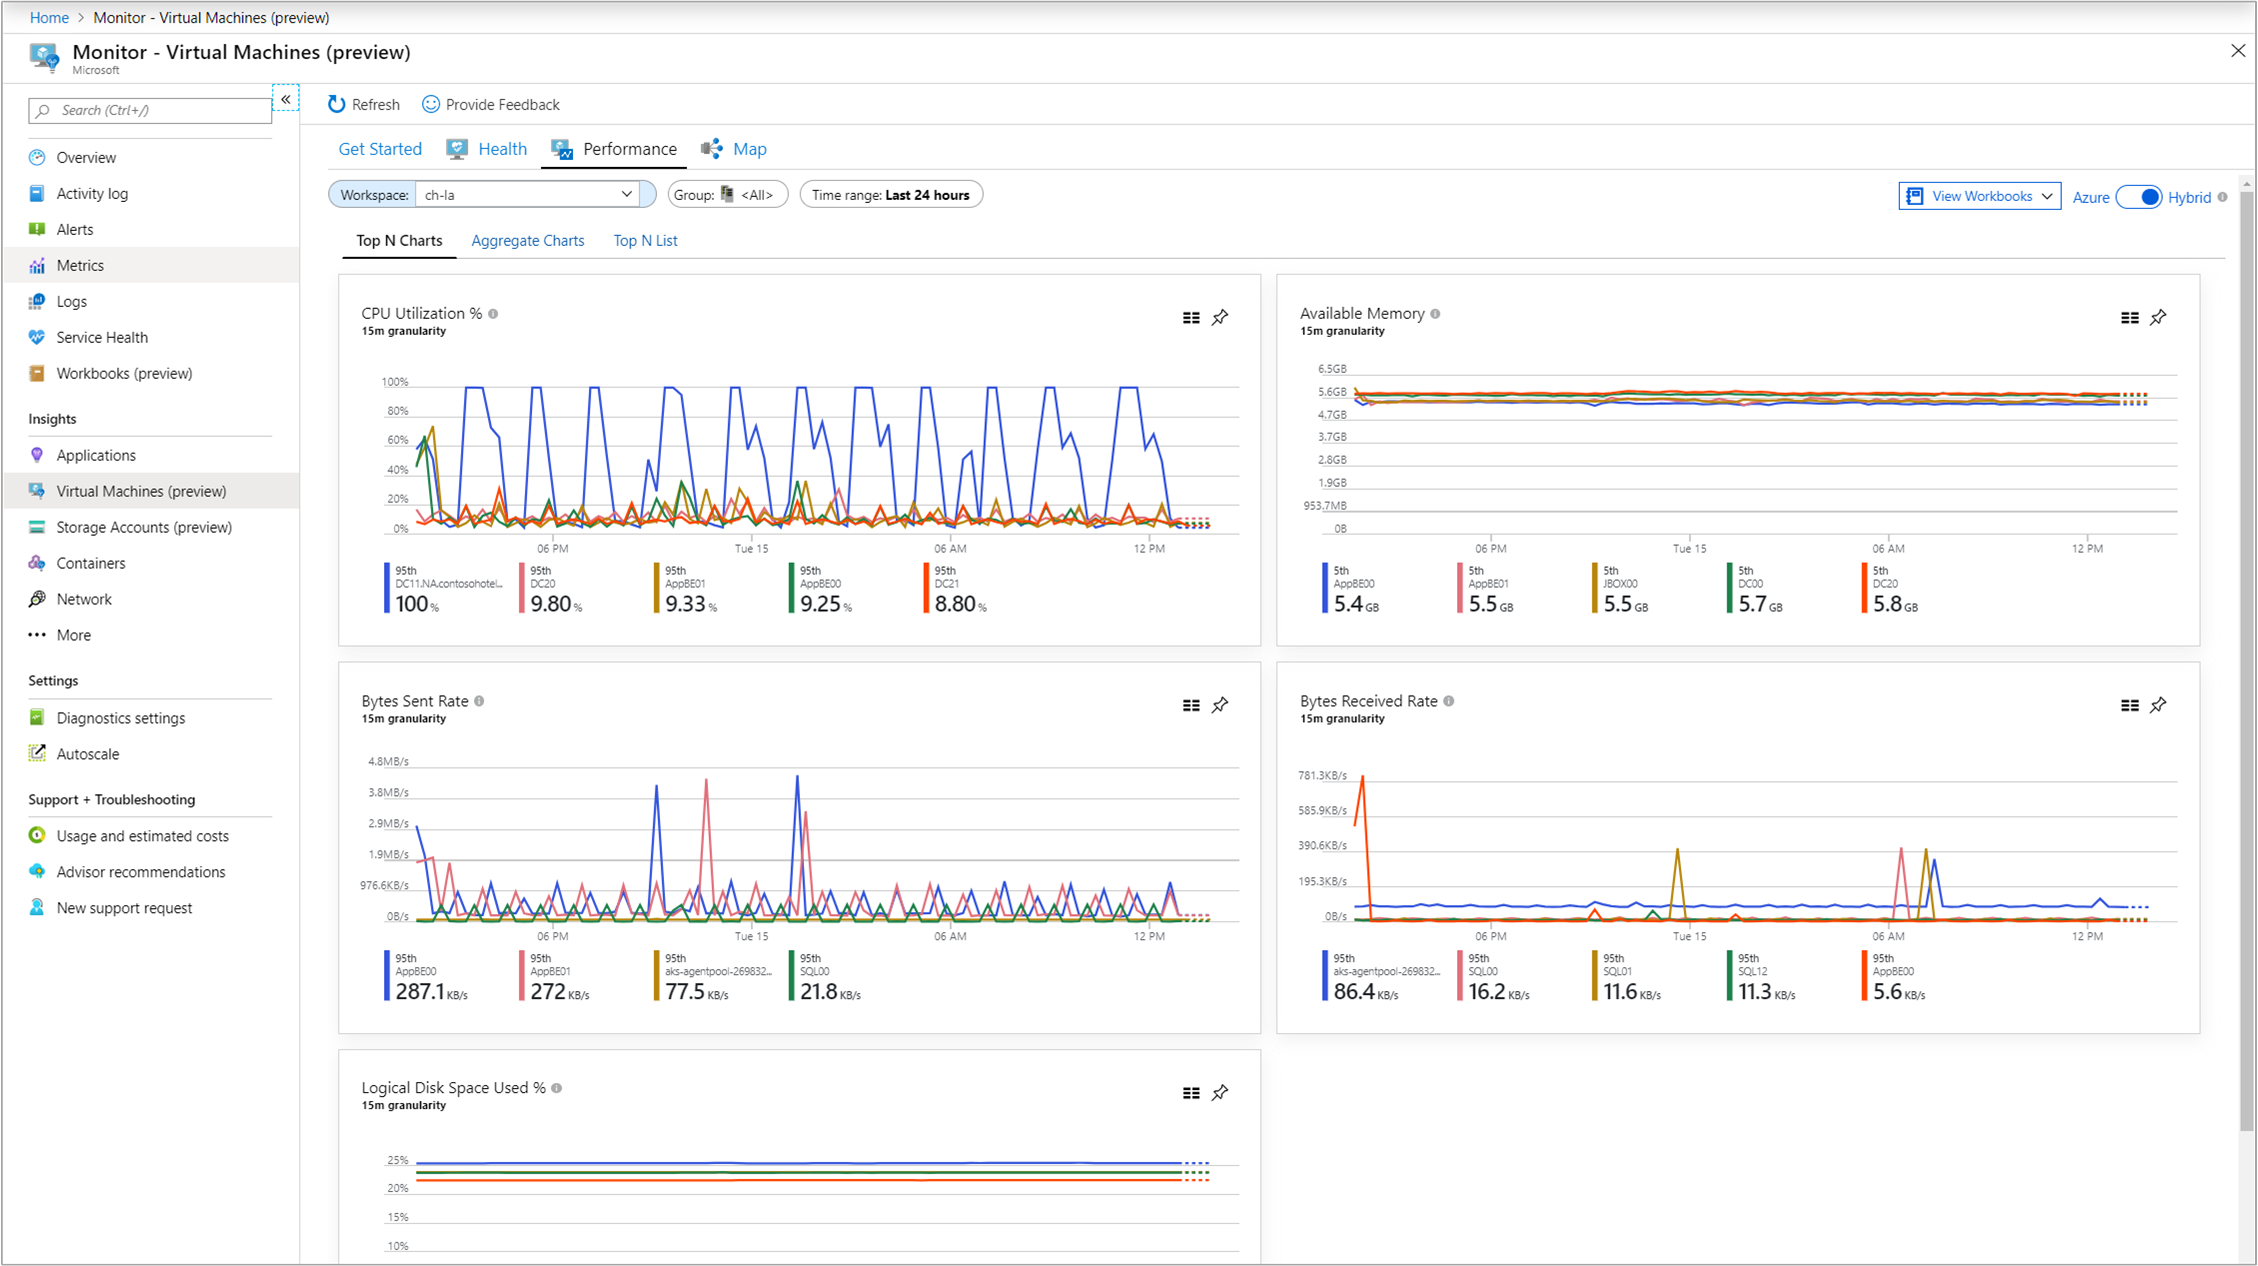 Home > Monitor - Virtual Machines (preview)
Monitor - Virtual Machines (preview)
Microsoft
Search (Ctrl+/)
«
Overview
Activity log
Alerts
Metrics
Logs
Service Health
Workbooks (preview)
Insights
Applications
Virtual Machines (preview)
Storage Accounts (preview)
Containers
Network
More
Settings
Diagnostics settings
Autoscale
Support + Troubleshooting
Usage and estimated costs
Advisor recommendations
New support request
Refresh Provide Feedback
Get Started Health Performance Map
Workspace: ch-la Group: <All> Time range: Last 24 hours
View Workbooks Azure Hybrid
Top N Charts Aggregate Charts Top N List
CPU Utilization %
15m granularity
100%
80%
60%
40%
20%
0%
06 PM Tue 15 06 AM 12 PM
95th 95th 95th 95th 95th
DC11.NA.contosohotel... DC20 AppBE01 AppBE00 DC21
100 % 9.80 % 9.33 % 9.25 % 8.80 %
Available Memory
15m granularity
6.5GB
5.6GB
4.7GB
3.7GB
2.8GB
1.9GB
953.7MB
0B
06 PM Tue 15 06 AM 12 PM
5th 5th 5th 5th 5th
AppBE00 AppBE01 JBOX00 DC00 DC20
5.4 GB 5.5 GB 5.5 GB 5.7 GB 5.8 GB
Bytes Sent Rate
15m granularity
4.8MB/s
3.8MB/s
2.9MB/s
1.9MB/s
976.6KB/s
0B/s
06 PM Tue 15 06 AM 12 PM
95th 95th 95th 95th
AppBE00 AppBE01 aks-agentpool-269832... SQL00
287.1 KB/s 272 KB/s 77.5 KB/s 21.8 KB/s
Bytes Received Rate
15m granularity
781.3KB/s
585.9KB/s
390.6KB/s
195.3KB/s
0B/s
06 PM Tue 15 06 AM 12 PM
95th 95th 95th 95th 95th
aks-agentpool-269832... SQL00 SQL01 SQL12 AppBE00
86.4 KB/s 16.2 KB/s 11.6 KB/s 11.3 KB/s 5.6 KB/s
Logical Disk Space Used %
15m granularity
25%
20%
15%
10%